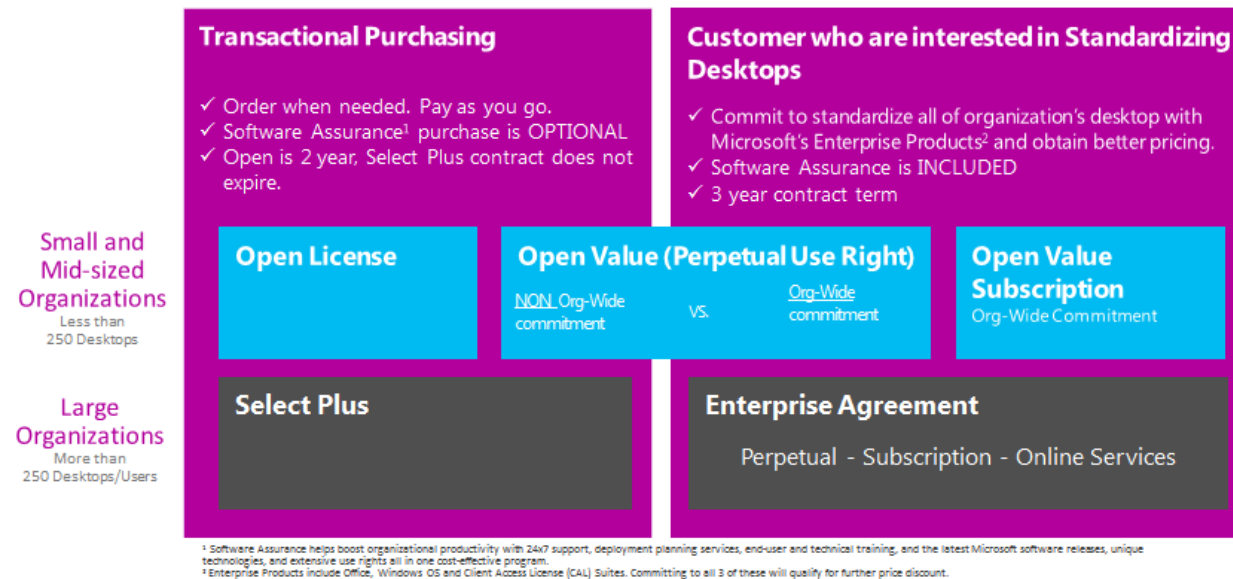 Transactional Purchasing
✓ Order when needed. Pay as you go.
✓ Software Assurance¹ purchase is OPTIONAL
✓ Open is 2 year, Select Plus contract does not
expire.
Customer who are interested in Standardizing
Desktops
✓ Commit to standardize all of organization's desktop with
Microsoft's Enterprise Products² and obtain better pricing.
✓ Software Assurance is INCLUDED
✓ 3 year contract term
Small and
Mid-sized
Organizations
Less than
250 Desktops
Open License
Open Value (Perpetual Use Right)
NON Org-Wide
commitment
VS.
Org-Wide
commitment
Open Value
Subscription
Org-Wide Commitment
Large
Organizations
More than
250 Desktops/Users
Select Plus
Enterprise Agreement
Perpetual - Subscription - Online Services
¹ Software Assurance helps boost organizational productivity with 24x7 support, deployment planning services, end-user and technical training, and the latest Microsoft software releases, unique
technologies, and extensive use rights all in one cost-effective program.
² Enterprise Products include Office, Windows OS and Client Access License (CAL) Suites. Committing to all 3 of these will qualify for further price discount.